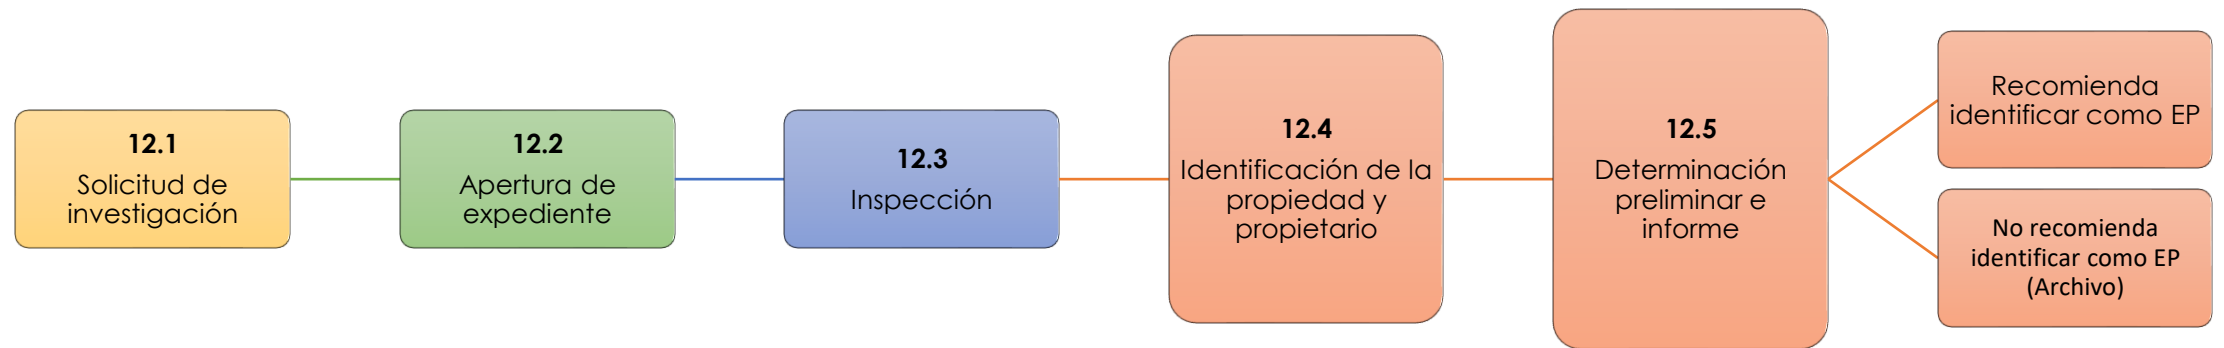 12.1
Solicitud de
investigación
12.2
Apertura de
expediente
12.3
Inspección
12.4
Identificación de la
propiedad y
propietario
12.5
Determinación
preliminar e
informe
Recomienda
identificar como EP
No recomienda
identificar como EP
(Archivo)